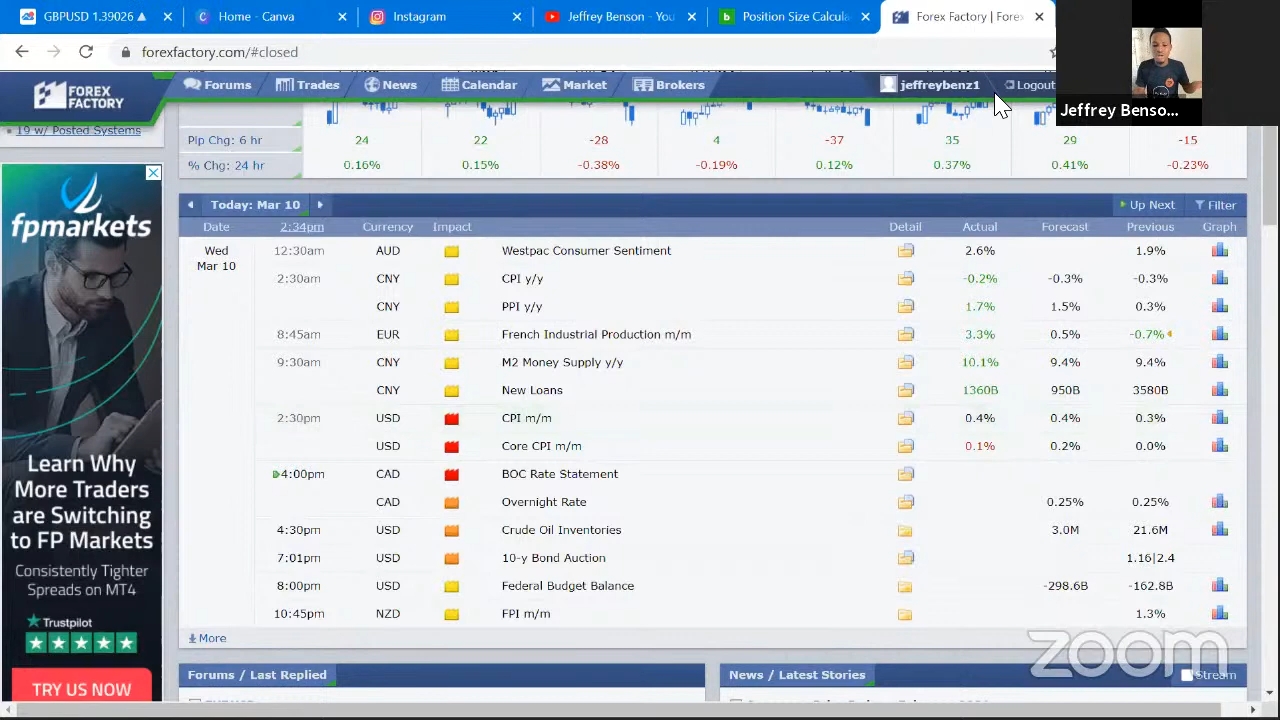 GBPUSD 1.39026 ▲
Home - Canva
Instagram
Jeffrey Benson - You
Position Size Calcula
Forex Factory | Forex
forexfactory.com/#closed
FOREX FACTORY
Forums
Trades
News
Calendar
Market
Brokers
jeffreybenz1
Logout
Jeffrey Benso...
19 w/ Posted Systems
Pip Chg: 6 hr 24 22 -28 4 -37 35 29 -15
% Chg: 24 hr 0.16% 0.15% -0.38% -0.19% 0.12% 0.37% 0.41% -0.23%
Today: Mar 10 Up Next Filter
Date 2:34pm Currency Impact Detail Actual Forecast Previous Graph
Wed Mar 10 12:30am AUD Westpac Consumer Sentiment 2.6% 1.9%
2:30am CNY CPI y/y -0.2% -0.3% -0.3%
CNY PPI y/y 1.7% 1.5% 0.3%
8:45am EUR French Industrial Production m/m 3.3% 0.5% -0.7%
9:30am CNY M2 Money Supply y/y 10.1% 9.4% 9.4%
CNY New Loans 1360B 950B 3580B
2:30pm USD CPI m/m 0.4% 0.4% 0.3%
USD Core CPI m/m 0.1% 0.2% 0.0%
4:00pm CAD BOC Rate Statement
CAD Overnight Rate 0.25% 0.25%
4:30pm USD Crude Oil Inventories 3.0M 21.6M
7:01pm USD 10-y Bond Auction 1.16|2.4
8:00pm USD Federal Budget Balance -298.6B -162.8B
10:45pm NZD FPI m/m 1.3%
More
Forums / Last Replied
News / Latest Stories
Stream
zoom
fpmarkets
Learn Why
More Traders
are Switching
to FP Markets
Consistently Tighter
Spreads on MT4
Trustpilot
TRY US NOW